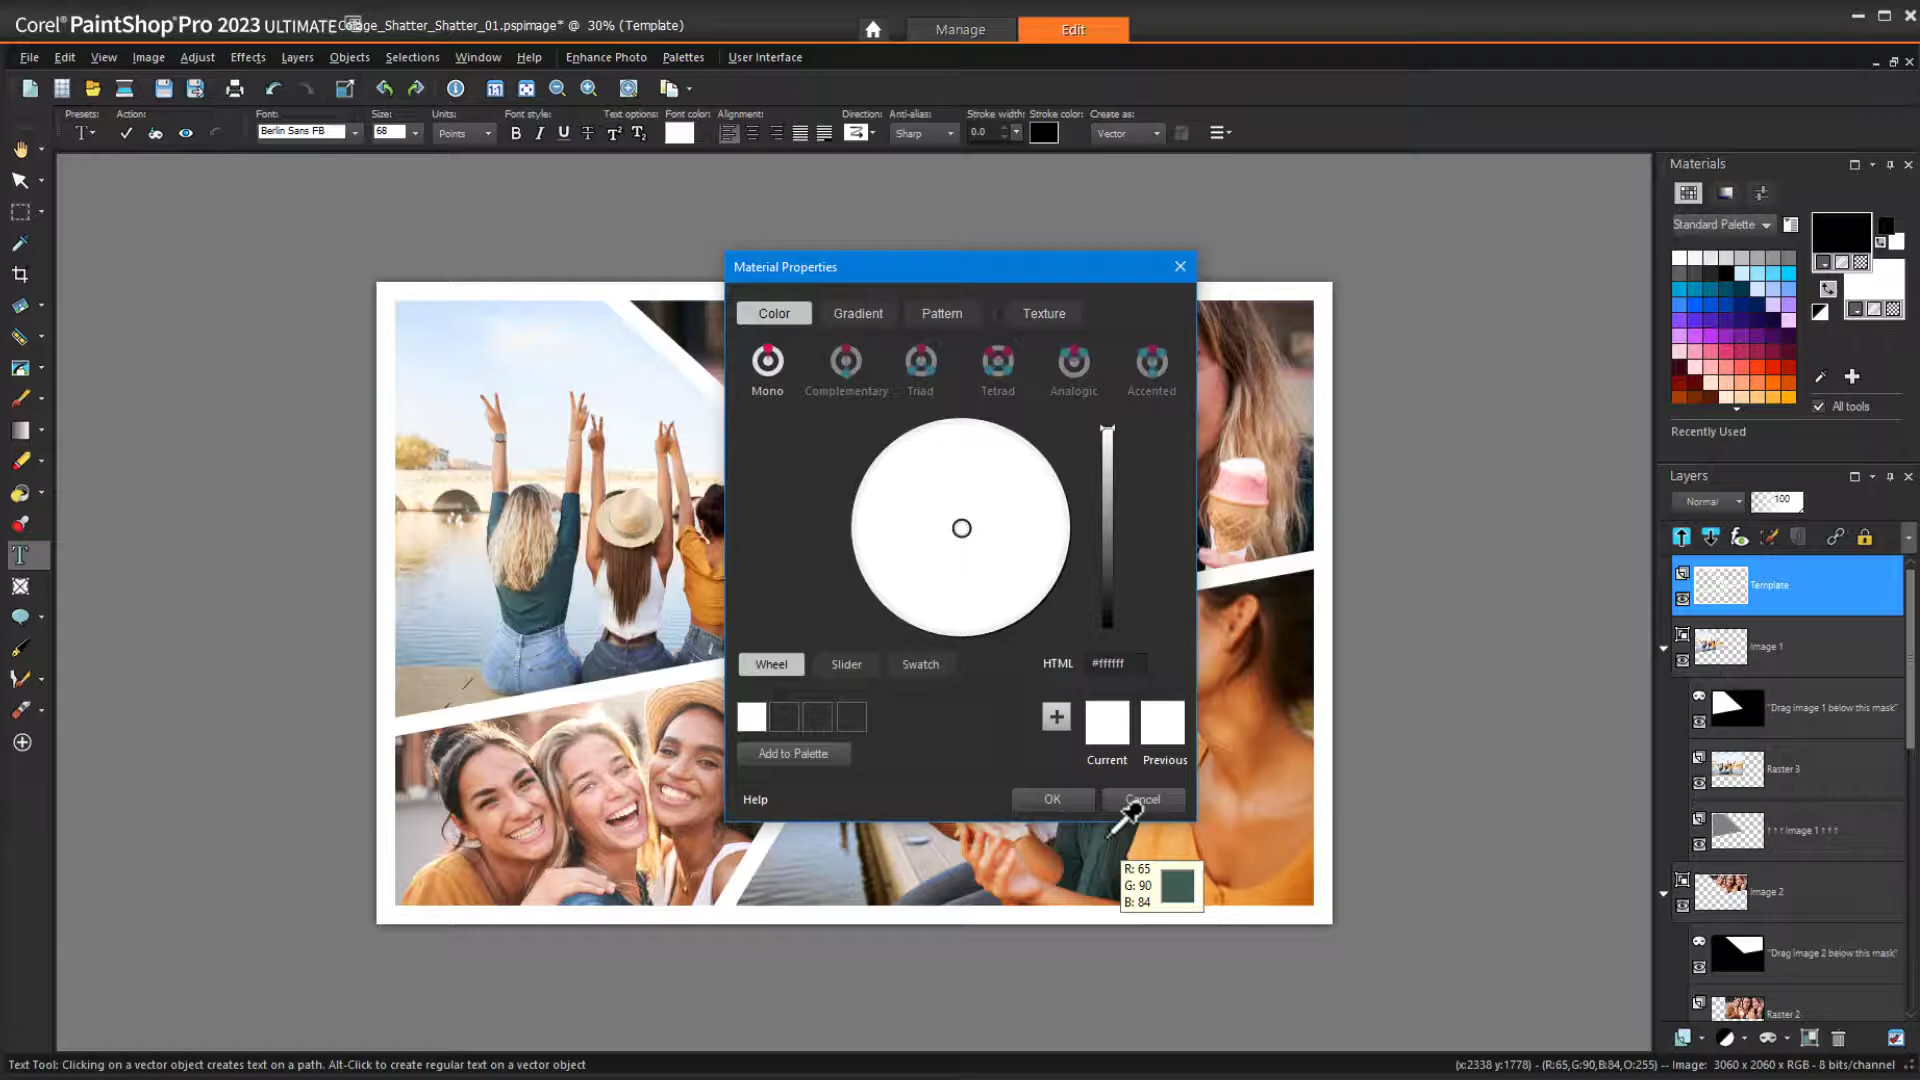 Corel® PaintShop® Pro 2023 ULTIMATE
Collage_Shatter_Shatter_01.pspimage* @ 30% (Template)
Manage
Edit
File Edit View Image Adjust Effects Layers Objects Selections Window Help Enhance Photo Palettes User Interface
Presets:
Action:
Font:
Berlin Sans FB
Size:
68
Units:
Points
Font style:
Text options:
Font color:
Alignment:
Direction:
Anti-alias:
Sharp
Stroke width:
0.0
Stroke color:
Create as:
Vector
Material Properties
Color
Gradient
Pattern
Texture
Mono
Complementary
Triad
Tetrad
Analogic
Accented
Wheel
Slider
Swatch
HTML
#ffffff
Add to Palette
Current
Previous
Help
OK
Cancel
R: 65
G: 90
B: 84
Materials
Standard Palette
All tools
Recently Used
Layers
Normal
100
Template
Image 1
"Drag image 1 below this mask"
Raster 3
↑↑↑ Image 1 ↑↑↑
Image 2
"Drag image 2 below this mask"
Raster 2
Text Tool: Clicking on a vector object creates text on a path. Alt-Click to create regular text on a vector object
(x:2338 y:1778) - (R:65,G:90,B:84,O:255) -- Image: 3060 x 2060 x RGB - 8 bits/channel